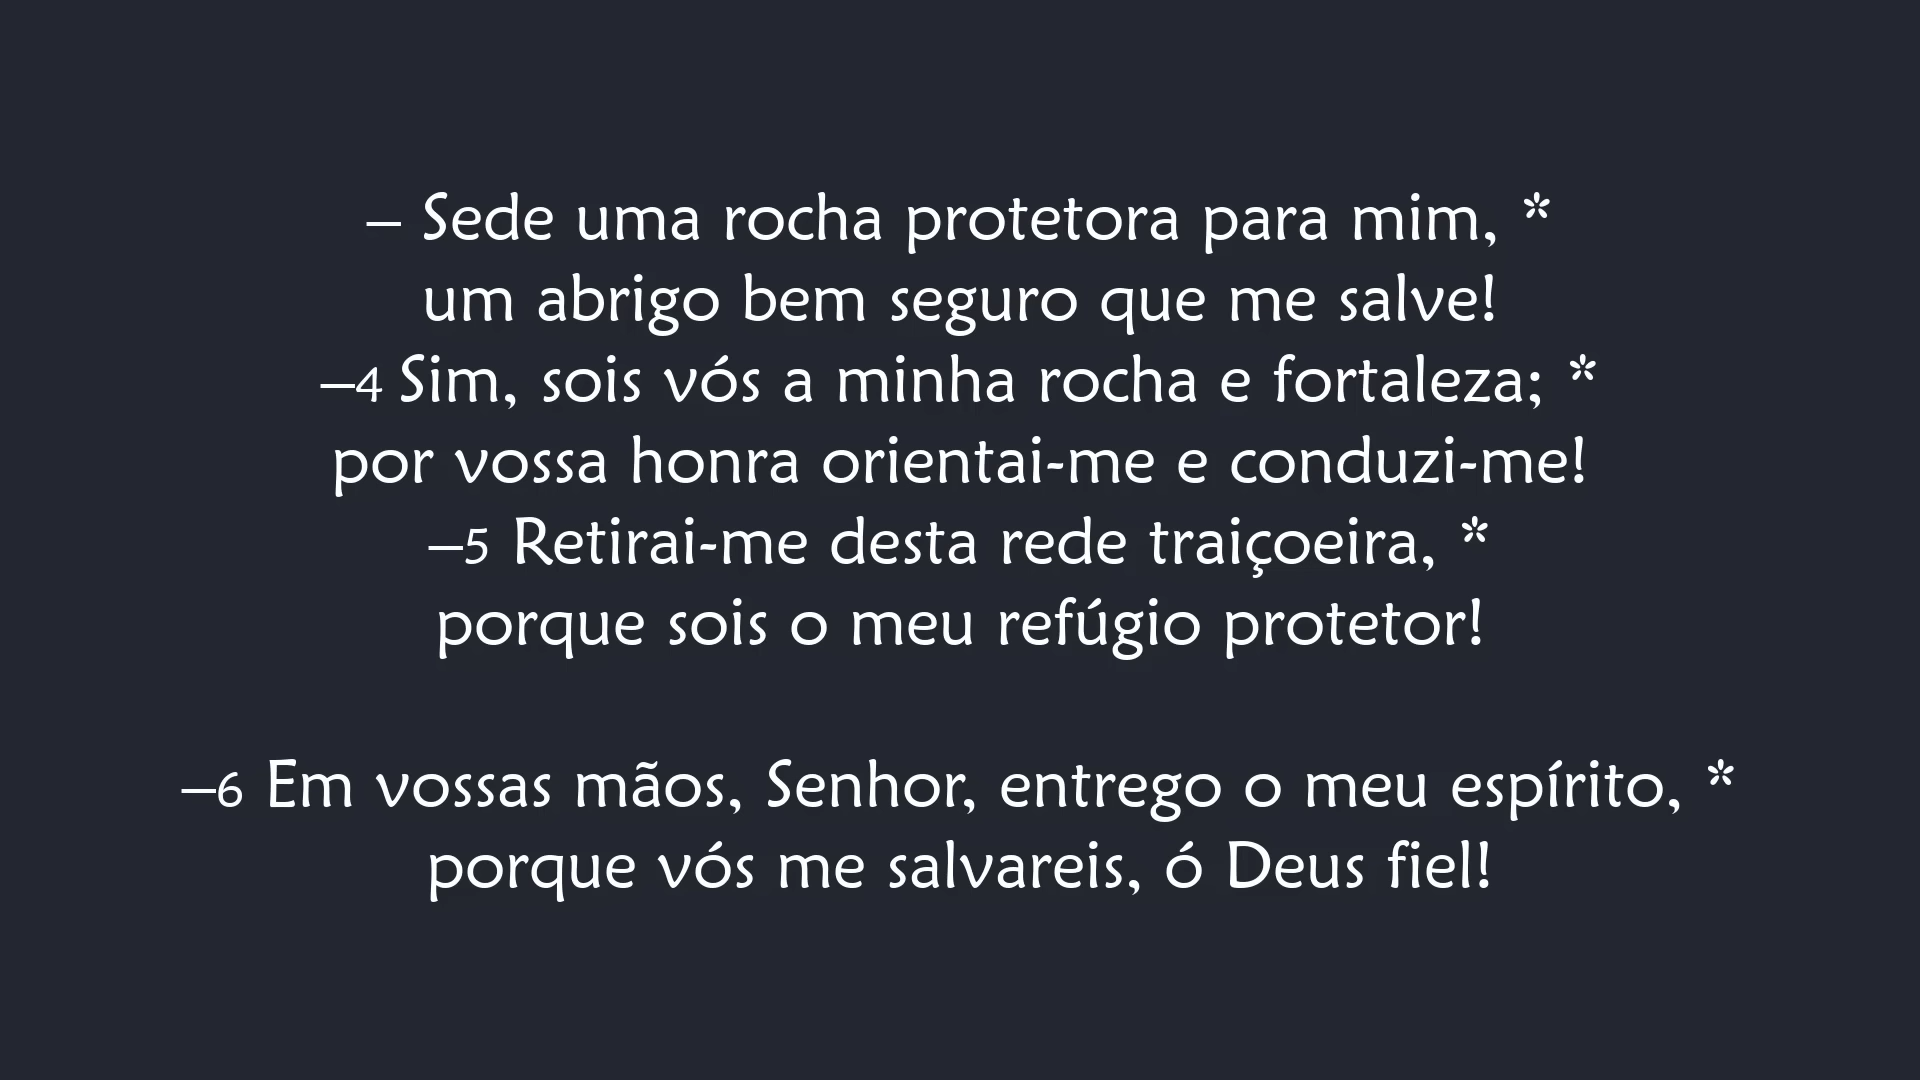 – Sede uma rocha protetora para mim, *
um abrigo bem seguro que me salve!
–4 Sim, sois vós a minha rocha e fortaleza; *
por vossa honra orientai-me e conduzi-me!
–5 Retirai-me desta rede traiçoeira, *
porque sois o meu refúgio protetor!
–6 Em vossas mãos, Senhor, entrego o meu espírito, *
porque vós me salvareis, ó Deus fiel!